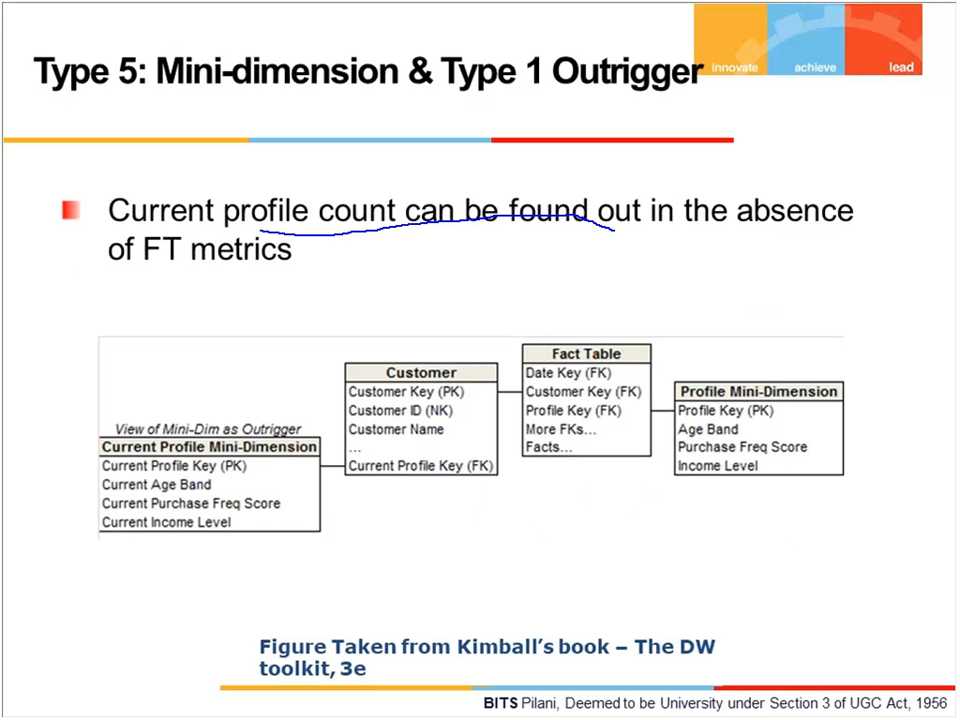 innovate achieve lead
Type 5: Mini-dimension & Type 1 Outrigger
Current profile count can be found out in the absence
of FT metrics
View of Mini-Dim as Outrigger
Current Profile Mini-Dimension
Current Profile Key (PK)
Current Age Band
Current Purchase Freq Score
Current Income Level
Customer
Customer Key (PK)
Customer ID (NK)
Customer Name
...
Current Profile Key (FK)
Fact Table
Date Key (FK)
Customer Key (FK)
Profile Key (FK)
More FKs...
Facts...
Profile Mini-Dimension
Profile Key (PK)
Age Band
Purchase Freq Score
Income Level
Figure Taken from Kimball’s book – The DW
toolkit, 3e
BITS Pilani, Deemed to be University under Section 3 of UGC Act, 1956